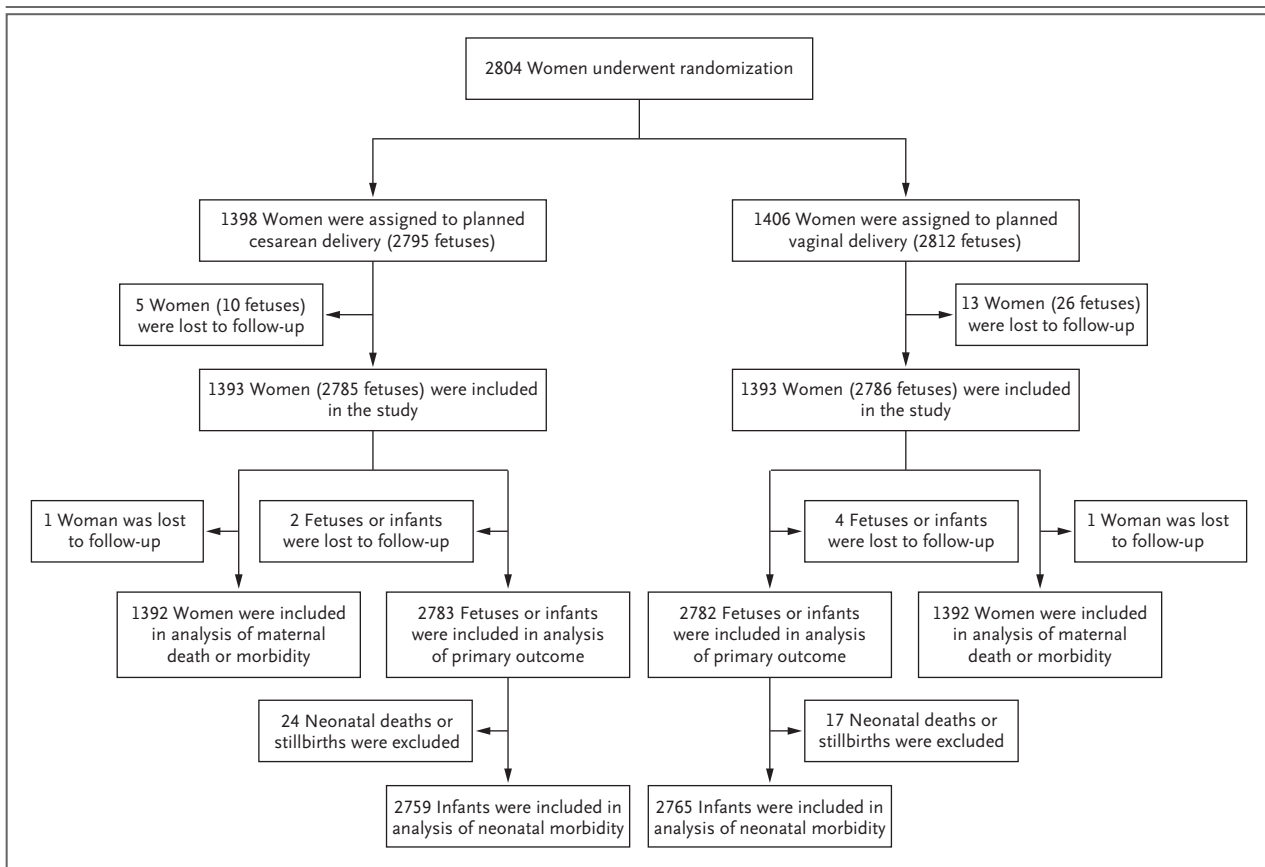 2804 Women underwent randomization
1398 Women were assigned to planned
cesarean delivery (2795 fetuses)
1406 Women were assigned to planned
vaginal delivery (2812 fetuses)
5 Women (10 fetuses)
were lost to follow-up
13 Women (26 fetuses)
were lost to follow-up
1393 Women (2785 fetuses) were included
in the study
1393 Women (2786 fetuses) were included
in the study
1 Woman was lost
to follow-up
2 Fetuses or infants
were lost to follow-up
4 Fetuses or infants
were lost to follow-up
1 Woman was lost
to follow-up
1392 Women were included
in analysis of maternal
death or morbidity
2783 Fetuses or infants
were included in analysis
of primary outcome
2782 Fetuses or infants
were included in analysis
of primary outcome
1392 Women were included
in analysis of maternal
death or morbidity
24 Neonatal deaths or
stillbirths were excluded
17 Neonatal deaths or
stillbirths were excluded
2759 Infants were included in
analysis of neonatal morbidity
2765 Infants were included in
analysis of neonatal morbidity